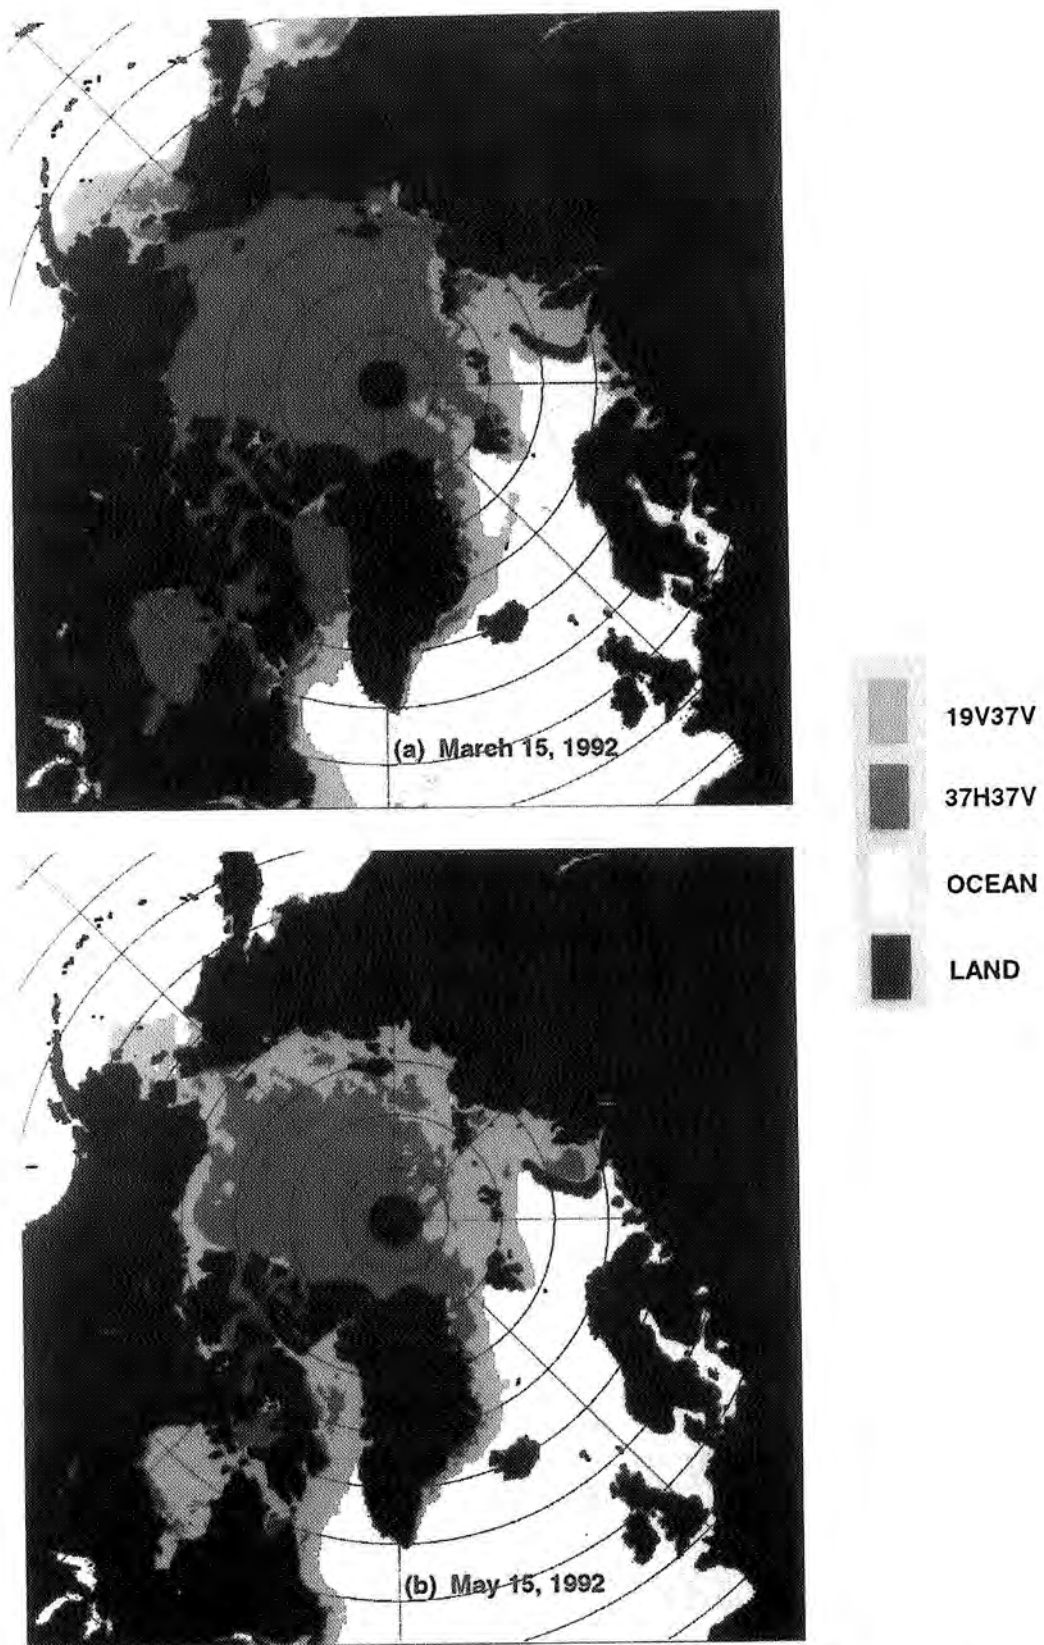 (a) March 15, 1992
19V37V
37H37V
OCEAN
LAND
(b) May 15, 1992